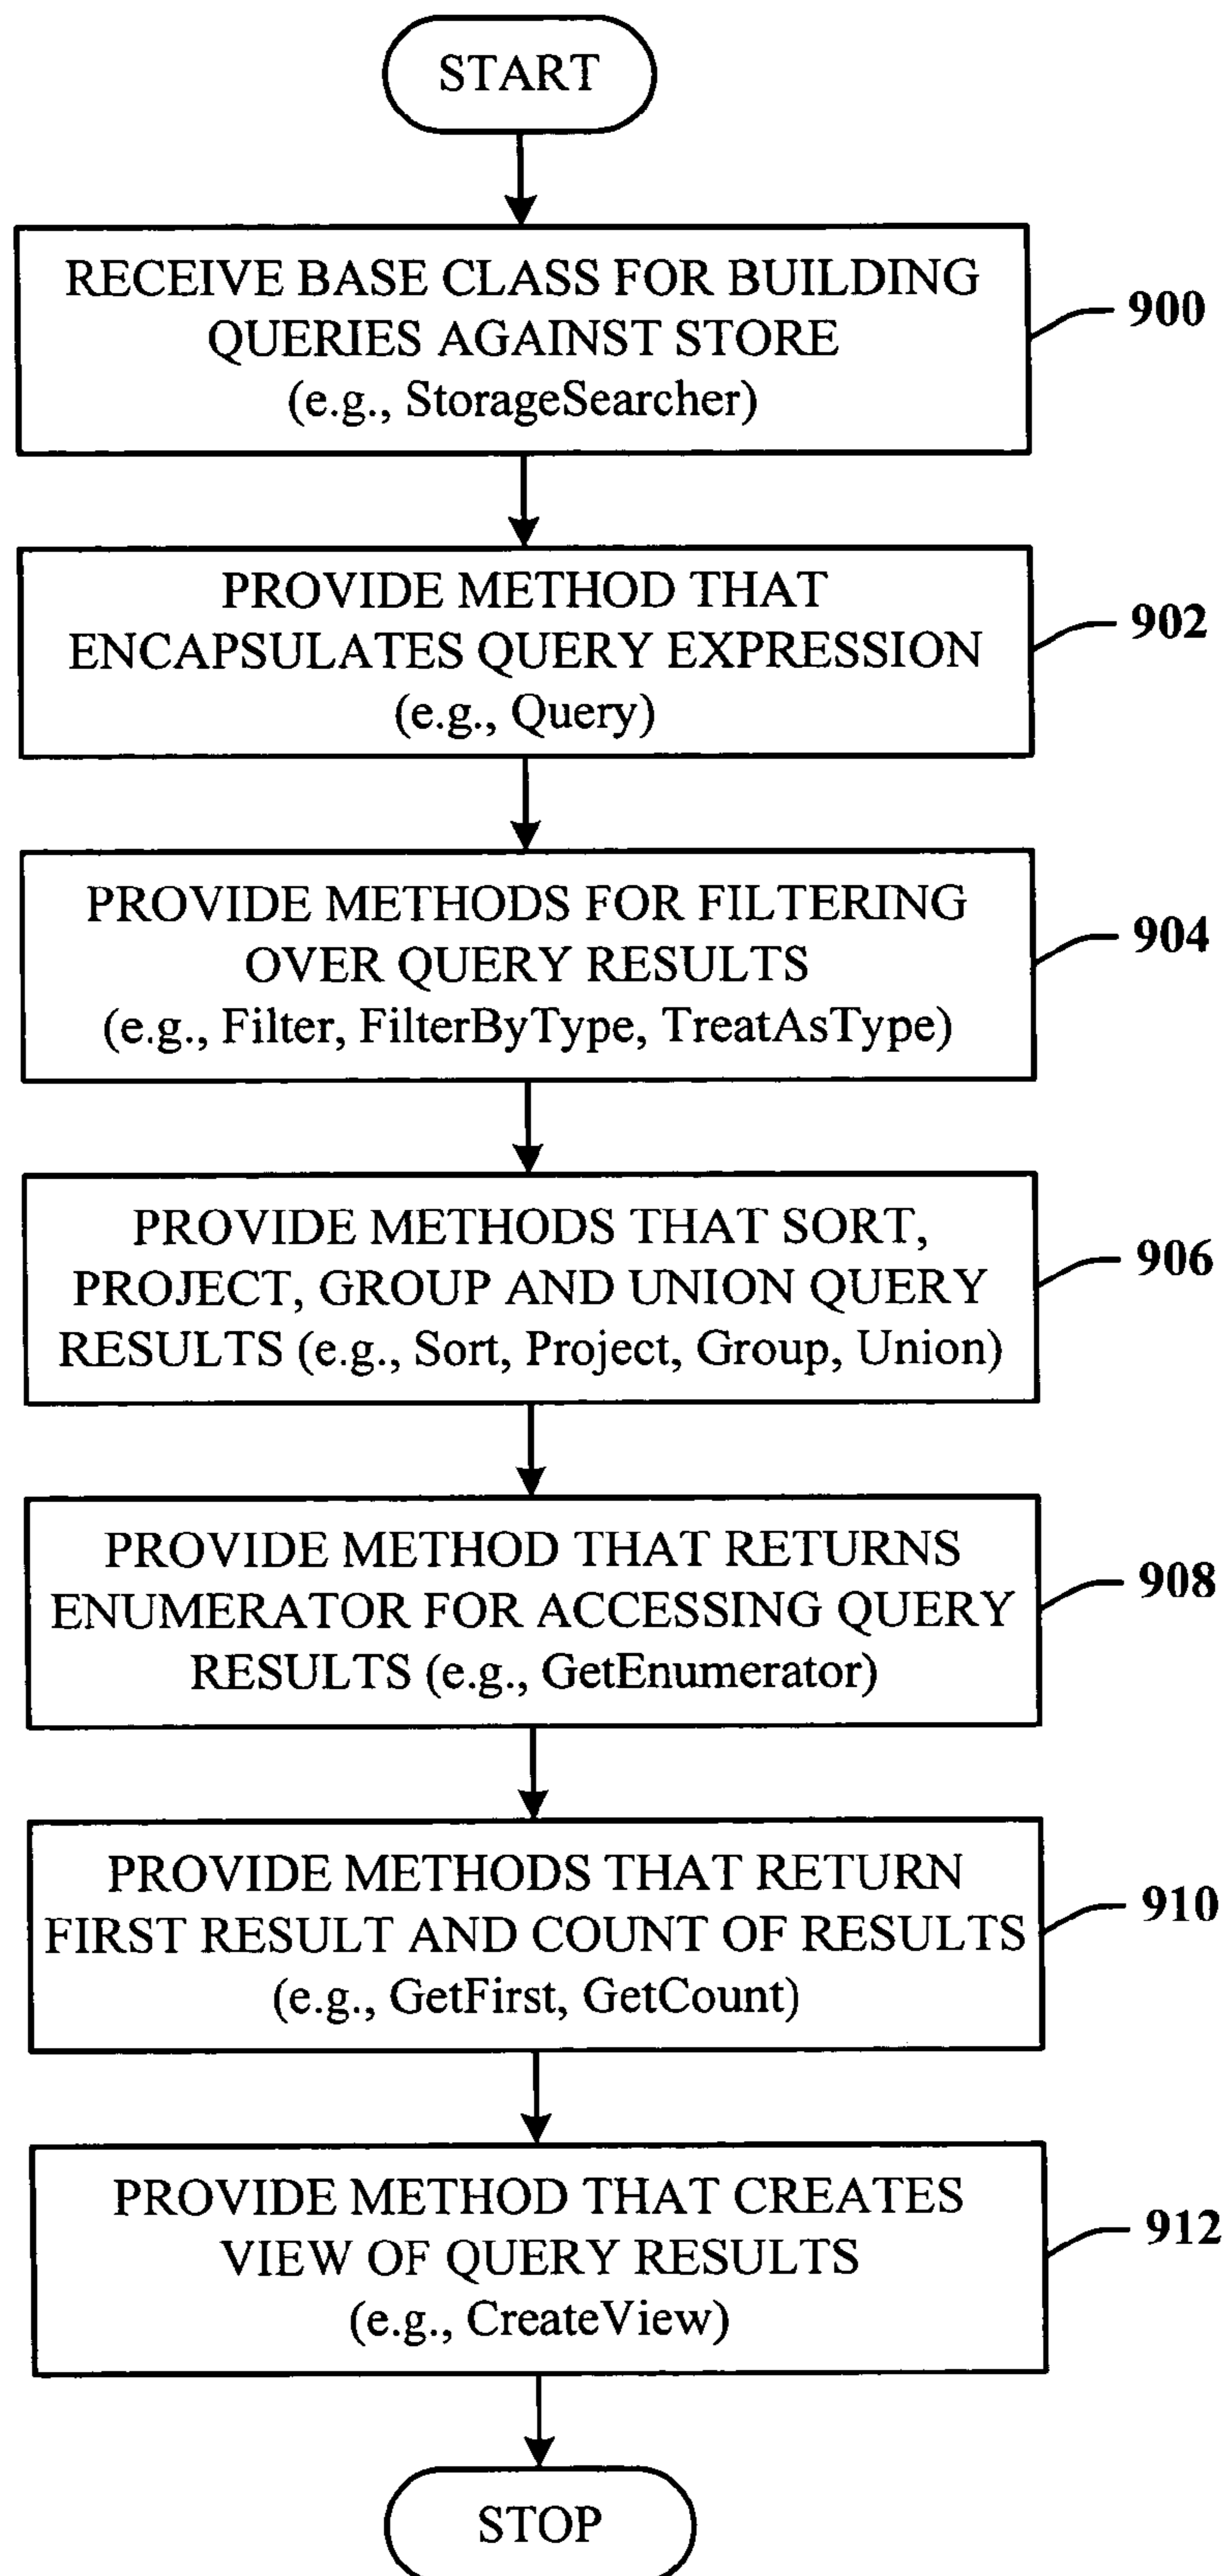 START
RECEIVE BASE CLASS FOR BUILDING
QUERIES AGAINST STORE
(e.g., StorageSearcher)
900
PROVIDE METHOD THAT
ENCAPSULATES QUERY EXPRESSION
(e.g., Query)
902
PROVIDE METHODS FOR FILTERING
OVER QUERY RESULTS
(e.g., Filter, FilterByType, TreatAsType)
904
PROVIDE METHODS THAT SORT,
PROJECT, GROUP AND UNION QUERY
RESULTS (e.g., Sort, Project, Group, Union)
906
PROVIDE METHOD THAT RETURNS
ENUMERATOR FOR ACCESSING QUERY
RESULTS (e.g., GetEnumerator)
908
PROVIDE METHODS THAT RETURN
FIRST RESULT AND COUNT OF RESULTS
(e.g., GetFirst, GetCount)
910
PROVIDE METHOD THAT CREATES
VIEW OF QUERY RESULTS
(e.g., CreateView)
912
STOP